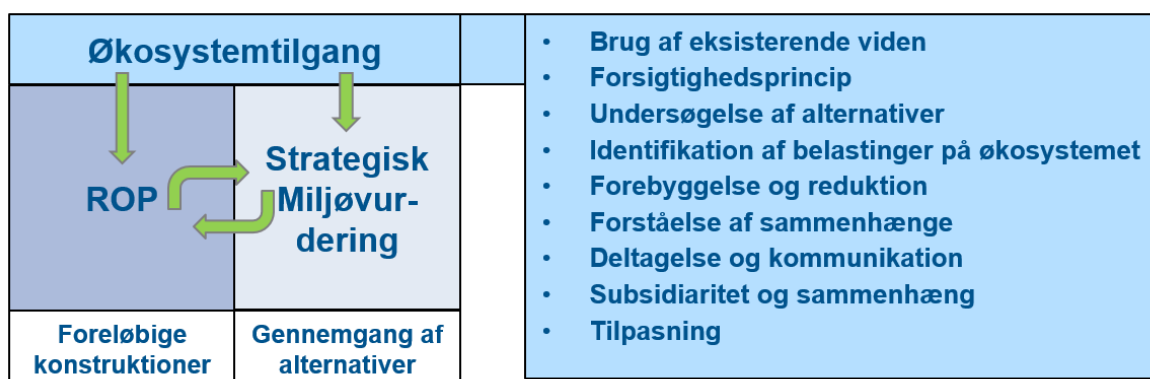 Økosystemtilgang
ROP
Strategisk
Miljøvur-
dering
Foreløbige
konstruktioner
Gennemgang af
alternativer
• Brug af eksisterende viden
• Forsigtighedsprincip
• Undersøgelse af alternativer
• Identifikation af belastinger på økosystemet
• Forebyggelse og reduktion
• Forståelse af sammenhænge
• Deltagelse og kommunikation
• Subsidiaritet og sammenhæng
• Tilpasning